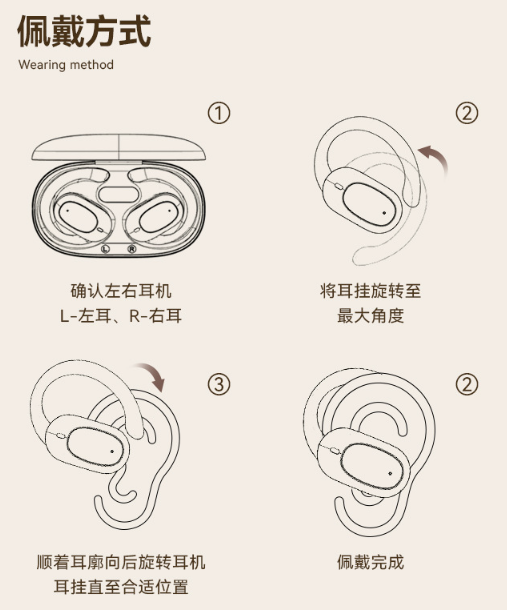 佩戴方式
Wearing method
①
②
确认左右耳机
L-左耳、R-右耳
将耳挂旋转至
最大角度
L R
③
②
顺着耳廓向后旋转耳机
耳挂直至合适位置
佩戴完成